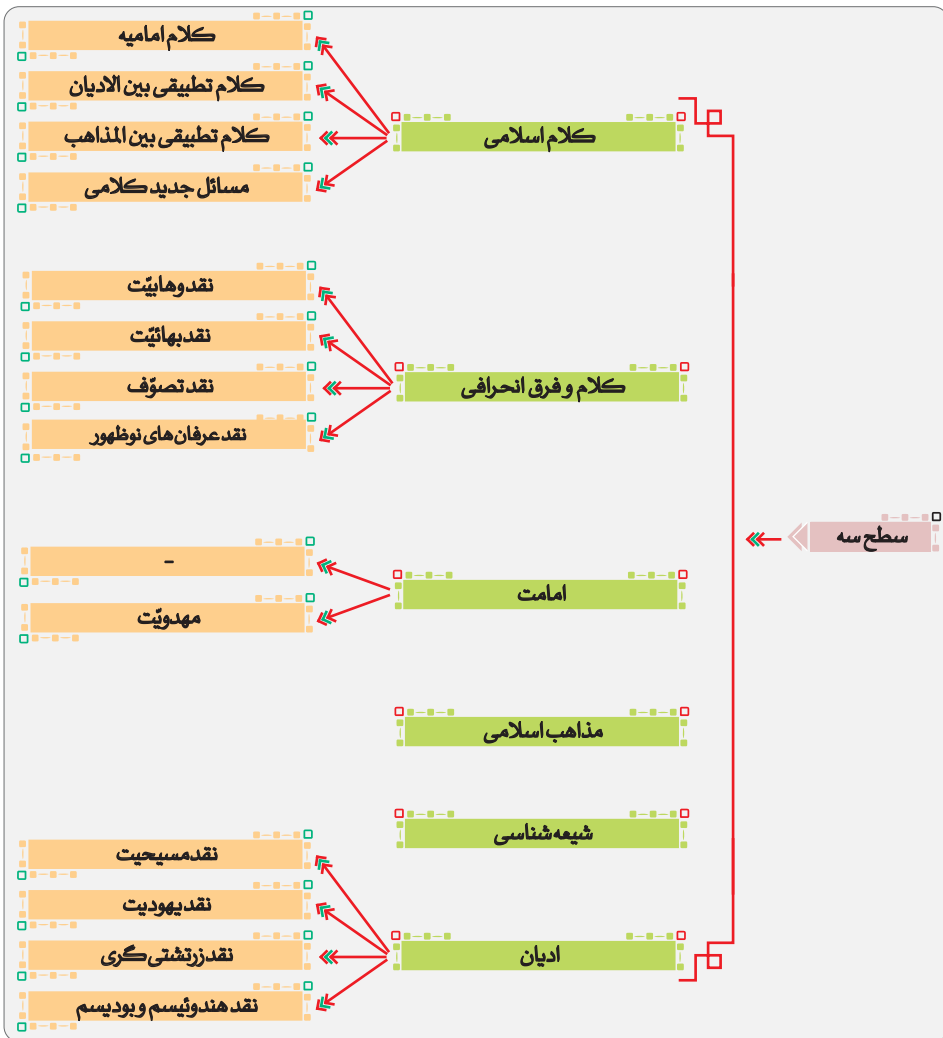 سطح سه
کلام اسلامی
کلام امامیه
کلام تطبیقی بین الادیان
کلام تطبیقی بین المذاهب
مسائل جدید کلامی
کلام و فرق انحرافی
نقد وهابیّت
نقد بهائیّت
نقد تصوّف
نقد عرفان‌های نوظهور
امامت
-
مهدویّت
مذاهب اسلامی
شیعه شناسی
ادیان
نقد مسیحیت
نقد یهودیت
نقد زرتشتی گری
نقد هندوئیسم و بودیسم